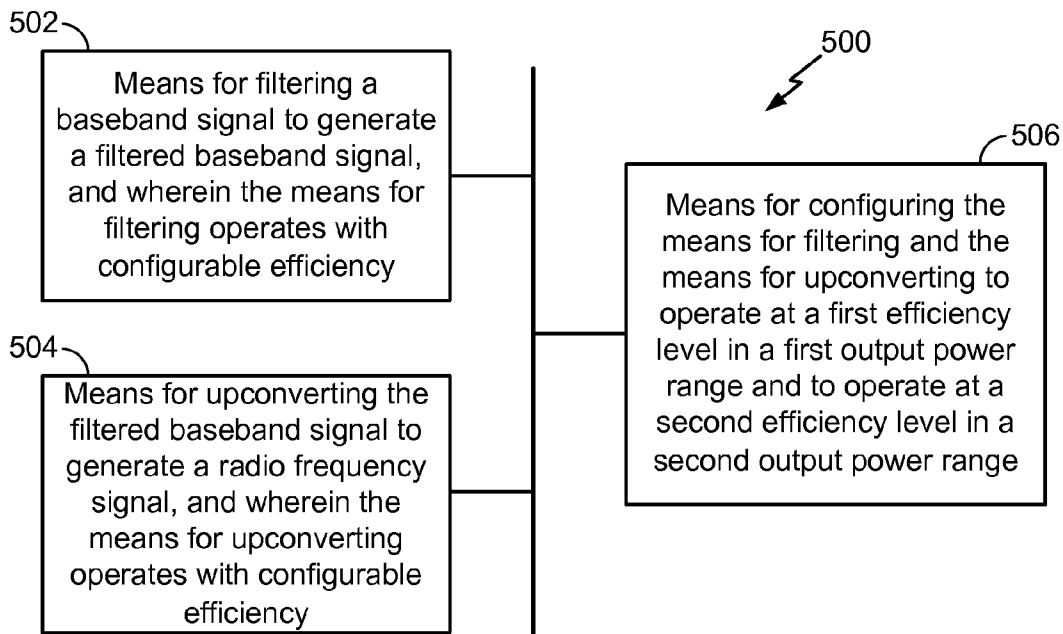 502
Means for filtering a
baseband signal to generate
a filtered baseband signal,
and wherein the means for
filtering operates with
configurable efficiency
504
Means for upconverting the
filtered baseband signal to
generate a radio frequency
signal, and wherein the
means for upconverting
operates with configurable
efficiency
500
506
Means for configuring the
means for filtering and the
means for upconverting to
operate at a first efficiency
level in a first output power
range and to operate at a
second efficiency level in a
second output power range